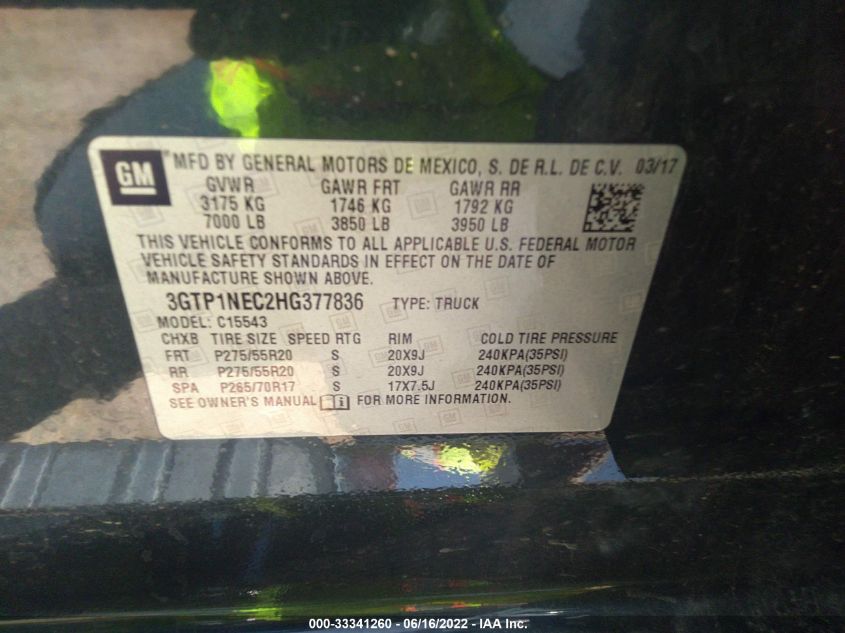 GM MFD BY GENERAL MOTORS DE MEXICO, S. DE R.L. DE C.V. 03/17
GVWR GAWR FRT GAWR RR
3175 KG 1746 KG 1792 KG
7000 LB 3850 LB 3950 LB
THIS VEHICLE CONFORMS TO ALL APPLICABLE U.S. FEDERAL MOTOR
VEHICLE SAFETY STANDARDS IN EFFECT ON THE DATE OF
MANUFACTURE SHOWN ABOVE.
3GTP1NEC2HG377836 TYPE: TRUCK
MODEL: C15543
CHXB TIRE SIZE SPEED RTG RIM COLD TIRE PRESSURE
FRT P275/55R20 S 20X9J 240KPA(35PSI)
RR P275/55R20 S 20X9J 240KPA(35PSI)
SPA P265/70R17 S 17X7.5J 240KPA(35PSI)
SEE OWNER'S MANUAL i FOR MORE INFORMATION.
000-33341260 - 06/16/2022 - IAA Inc.